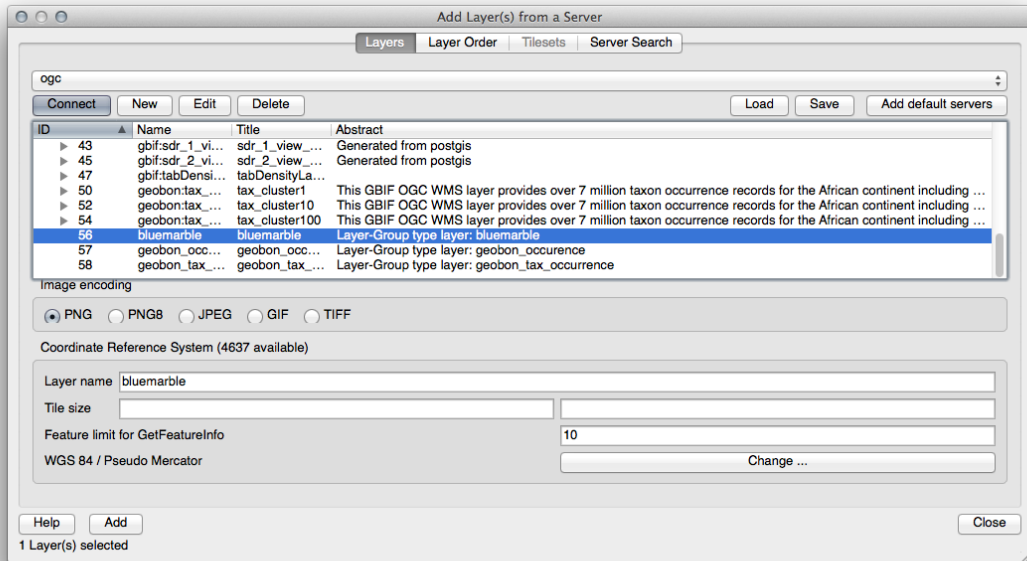 Add Layer(s) from a Server
Layers Layer Order Tilesets Server Search
ogc
Connect New Edit Delete Load Save Add default servers
ID Name Title Abstract
43 gbif:sdr_1_vi... sdr_1_view_... Generated from postgis
45 gbif:sdr_2_vi... sdr_2_view_... Generated from postgis
47 gbif:tabDensi... tabDensityLa...
50 geobon:tax_... tax_cluster1 This GBIF OGC WMS layer provides over 7 million taxon occurrence records for the African continent including ...
52 geobon:tax_... tax_cluster10 This GBIF OGC WMS layer provides over 7 million taxon occurrence records for the African continent including ...
54 geobon:tax_... tax_cluster100 This GBIF OGC WMS layer provides over 7 million taxon occurrence records for the African continent including ...
56 bluemarble bluemarble Layer-Group type layer: bluemarble
57 geobon_occ... geobon_occ... Layer-Group type layer: geobon_occurence
58 geobon_tax_... geobon_tax_... Layer-Group type layer: geobon_tax_occurrence
Image encoding
PNG PNG8 JPEG GIF TIFF
Coordinate Reference System (4637 available)
Layer name bluemarble
Tile size
Feature limit for GetFeatureInfo 10
WGS 84 / Pseudo Mercator Change ...
Help Add Close
1 Layer(s) selected